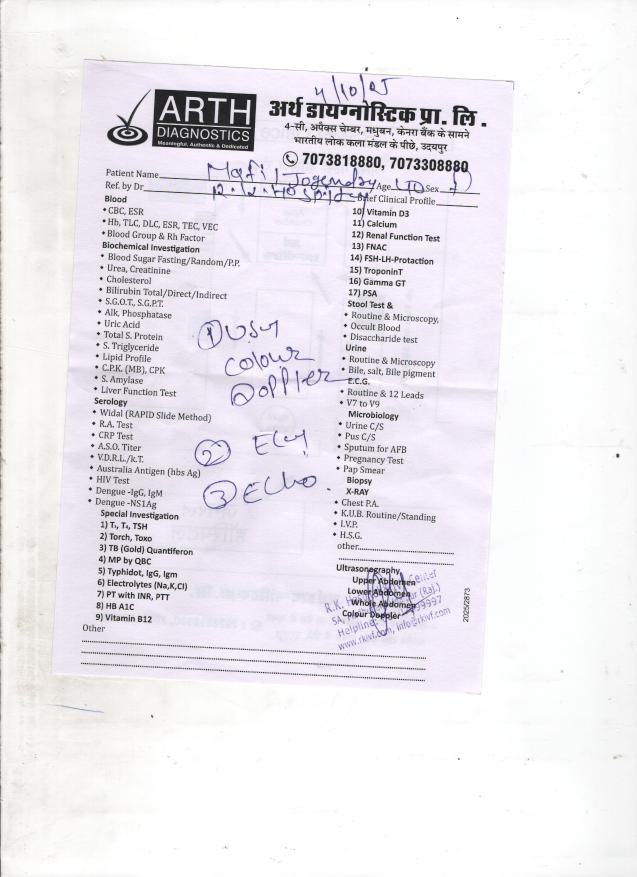 4/10/25
ARTH
DIAGNOSTICS
Meaningful, Authentic & Dedicated
अर्थ डायग्नोस्टिक प्रा. लि.
4-सी, अपैक्स चेम्बर, मधुबन, केनरा बैंक के सामने
भारतीय लोक कला मंडल के पीछे, उदयपुर
7073818880, 7073308880
Patient Name Age Sex
Ref. by Dr Brief Clinical Profile
Blood
CBC, ESR
Hb, TLC, DLC, ESR, TEC, VEC
Blood Group & Rh Factor
Biochemical Investigation
Blood Sugar Fasting/Random/P.P.
Urea, Creatinine
Cholesterol
Bilirubin Total/Direct/Indirect
S.G.O.T., S.G.P.T.
Alk, Phosphatase
Uric Acid
Total S. Protein
S. Triglyceride
Lipid Profile
C.P.K. (MB), CPK
S. Amylase
Liver Function Test
Serology
Widal (RAPID Slide Method)
R.A. Test
CRP Test
A.S.O. Titer
V.D.R.L./k.T.
Australia Antigen (hbs Ag)
HIV Test
Dengue -IgG, IgM
Dengue -NS1Ag
Special Investigation
1) T₃, T₄, TSH
2) Torch, Toxo
3) TB (Gold) Quantiferon
4) MP by QBC
5) Typhidot, IgG, Igm
6) Electrolytes (Na,K,Cl)
7) PT with INR, PTT
8) HB A1C
9) Vitamin B12
Other
1 USG
Colour
Doppler
2 ECG
3 Echo.
10) Vitamin D3
11) Calcium
12) Renal Function Test
13) FNAC
14) FSH-LH-Protaction
15) TroponinT
16) Gamma GT
17) PSA
Stool Test &
Routine & Microscopy,
Occult Blood
Disaccharide test
Urine
Routine & Microscopy
Bile, salt, Bile pigment
E.C.G.
Routine & 12 Leads
V7 to V9
Microbiology
Urine C/S
Pus C/S
Sputum for AFB
Pregnancy Test
Pap Smear
Biopsy
X-RAY
Chest P.A.
K.U.B. Routine/Standing
I.V.P.
H.S.G.
other
Ultrasonography
Upper Abdomen
Lower Abdomen
Whole Abdomen
Colour Doppler
R.K.
Helpline
www.rkivf.com, info@rkivf.com
2025/2873